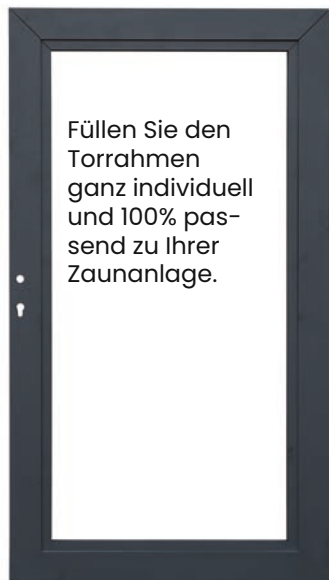 Füllen Sie den
Torrahmen
ganz individuell
und 100% pas-
send zu Ihrer
Zaunanlage.